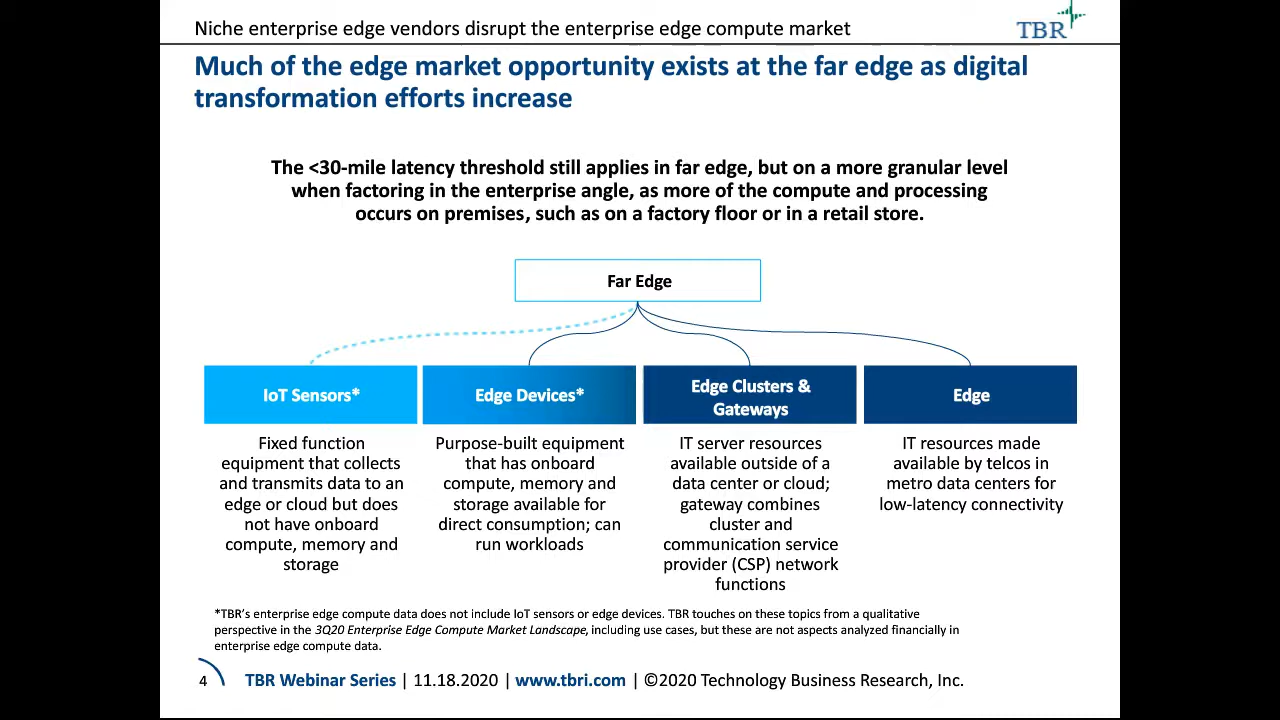 Niche enterprise edge vendors disrupt the enterprise edge compute market
TBR
Much of the edge market opportunity exists at the far edge as digital
transformation efforts increase
The <30-mile latency threshold still applies in far edge, but on a more granular level
when factoring in the enterprise angle, as more of the compute and processing
occurs on premises, such as on a factory floor or in a retail store.
Far Edge
IoT Sensors*
Fixed function
equipment that collects
and transmits data to an
edge or cloud but does
not have onboard
compute, memory and
storage
Edge Devices*
Purpose-built equipment
that has onboard
compute, memory and
storage available for
direct consumption; can
run workloads
Edge Clusters &
Gateways
IT server resources
available outside of a
data center or cloud;
gateway combines
cluster and
communication service
provider (CSP) network
functions
Edge
IT resources made
available by telcos in
metro data centers for
low-latency connectivity
*TBR's enterprise edge compute data does not include IoT sensors or edge devices. TBR touches on these topics from a qualitative
perspective in the 3Q20 Enterprise Edge Compute Market Landscape, including use cases, but these are not aspects analyzed financially in
enterprise edge compute data.
4 TBR Webinar Series | 11.18.2020 | www.tbri.com | ©2020 Technology Business Research, Inc.